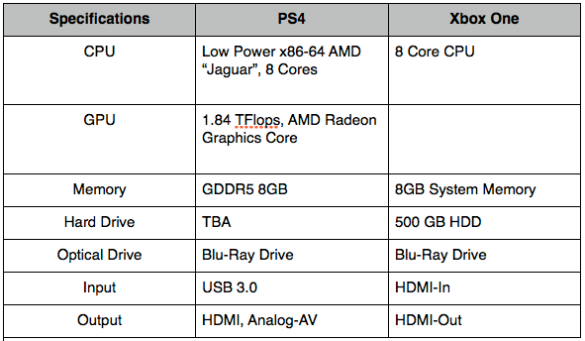 Specifications PS4 Xbox One
CPU Low Power x86-64 AMD 8 Core CPU
“Jaguar”, 8 Cores
GPU 1.84 TFlops, AMD Radeon
Graphics Core
Memory GDDR5 8GB 8GB System Memory
Hard Drive TBA 500 GB HDD
Optical Drive Blu-Ray Drive Blu-Ray Drive
Input USB 3.0 HDMI-In
Output HDMI, Analog-AV HDMI-Out